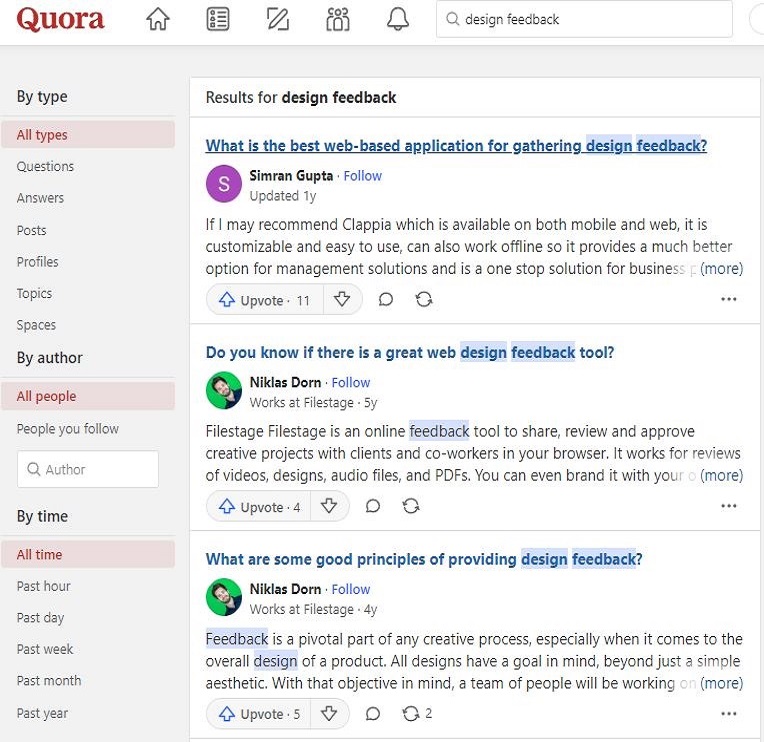 Quora
design feedback
By type
All types
Questions
Answers
Posts
Profiles
Topics
Spaces
By author
All people
People you follow
Author
By time
All time
Past hour
Past day
Past week
Past month
Past year
Results for design feedback
What is the best web-based application for gathering design feedback?
S
Simran Gupta · Follow
Updated 1y
If I may recommend Clappia which is available on both mobile and web, it is
customizable and easy to use, can also work offline so it provides a much better
option for management solutions and is a one stop solution for business p (more)
Upvote · 11
Do you know if there is a great web design feedback tool?
Niklas Dorn · Follow
Works at Filestage · 5y
Filestage Filestage is an online feedback tool to share, review and approve
creative projects with clients and co-workers in your browser. It works for reviews
of videos, designs, audio files, and PDFs. You can even brand it with your o (more)
Upvote · 4
What are some good principles of providing design feedback?
Niklas Dorn · Follow
Works at Filestage · 4y
Feedback is a pivotal part of any creative process, especially when it comes to the
overall design of a product. All designs have a goal in mind, beyond just a simple
aesthetic. With that objective in mind, a team of people will be working on (more)
Upvote · 5
2